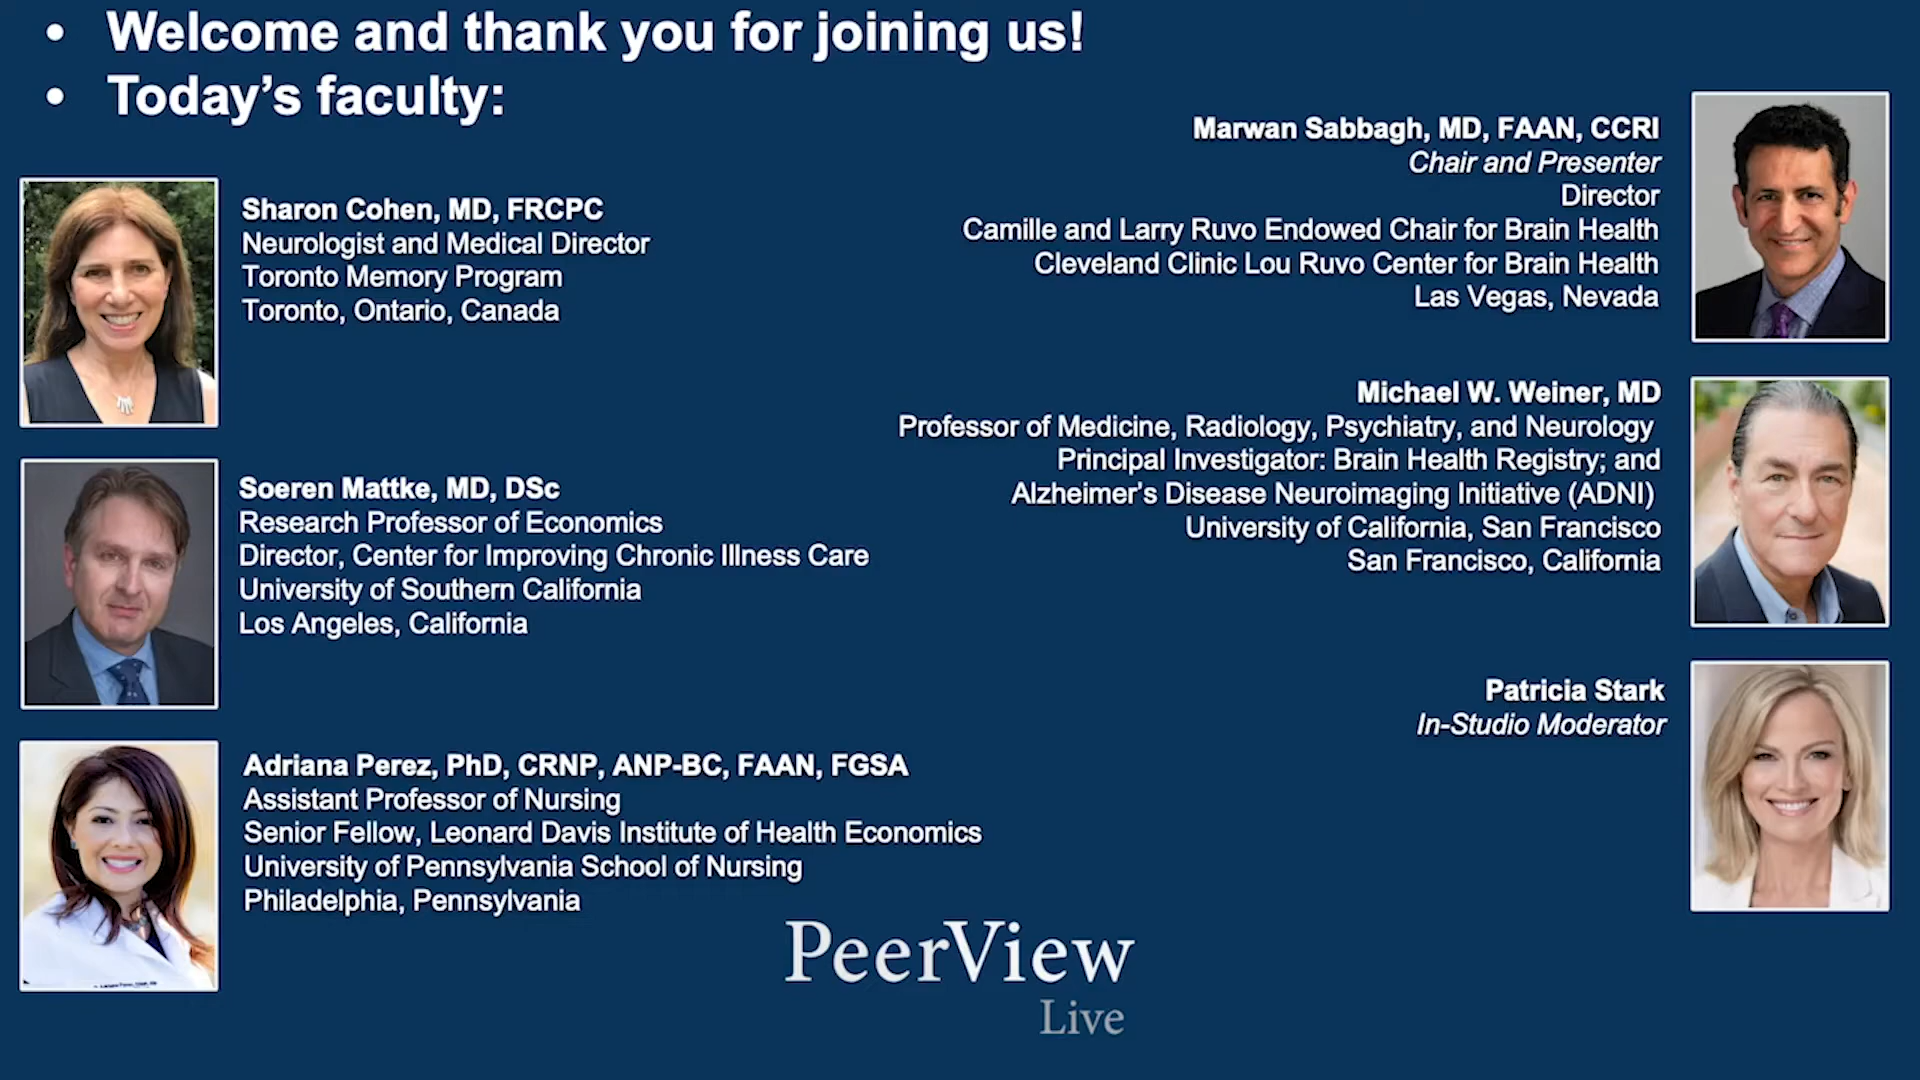 • Welcome and thank you for joining us!
• Today’s faculty:
Sharon Cohen, MD, FRCPC
Neurologist and Medical Director
Toronto Memory Program
Toronto, Ontario, Canada
Soeren Mattke, MD, DSc
Research Professor of Economics
Director, Center for Improving Chronic Illness Care
University of Southern California
Los Angeles, California
Adriana Perez, PhD, CRNP, ANP-BC, FAAN, FGSA
Assistant Professor of Nursing
Senior Fellow, Leonard Davis Institute of Health Economics
University of Pennsylvania School of Nursing
Philadelphia, Pennsylvania
Marwan Sabbagh, MD, FAAN, CCRI
Chair and Presenter
Director
Camille and Larry Ruvo Endowed Chair for Brain Health
Cleveland Clinic Lou Ruvo Center for Brain Health
Las Vegas, Nevada
Michael W. Weiner, MD
Professor of Medicine, Radiology, Psychiatry, and Neurology
Principal Investigator: Brain Health Registry; and
Alzheimer's Disease Neuroimaging Initiative (ADNI)
University of California, San Francisco
San Francisco, California
Patricia Stark
In-Studio Moderator
PeerView
Live